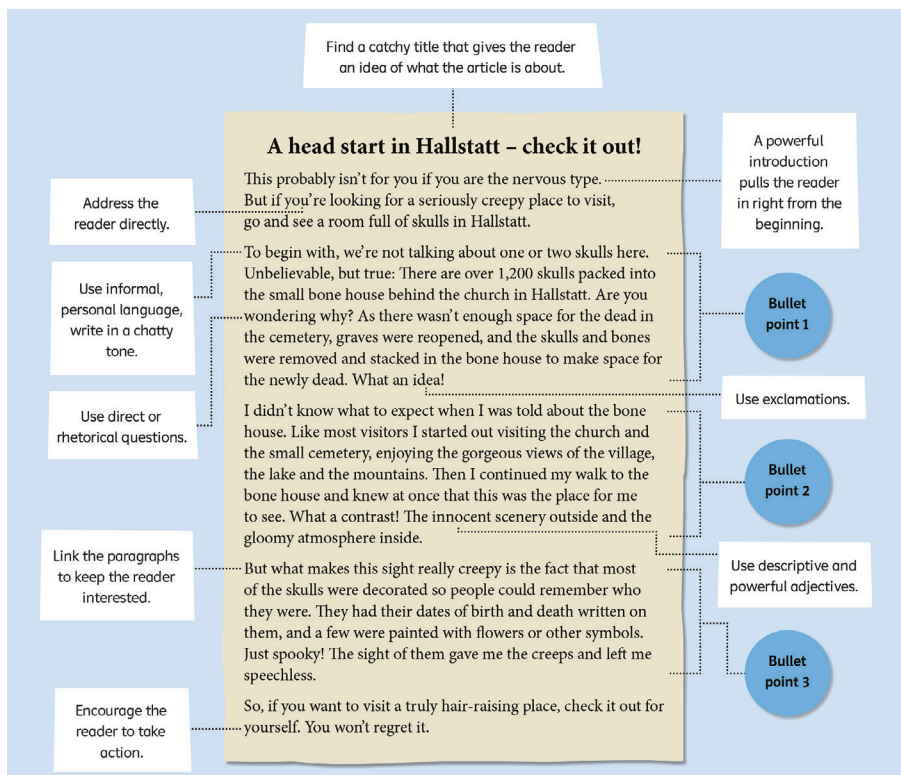 Find a catchy title that gives the reader
an idea of what the article is about.
A head start in Hallstatt – check it out!
This probably isn't for you if you are the nervous type.
But if you're looking for a seriously creepy place to visit,
go and see a room full of skulls in Hallstatt.
To begin with, we're not talking about one or two skulls here.
Unbelievable, but true: There are over 1,200 skulls packed into
the small bone house behind the church in Hallstatt. Are you
wondering why? As there wasn't enough space for the dead in
the cemetery, graves were reopened, and the skulls and bones
were removed and stacked in the bone house to make space for
the newly dead. What an idea!
I didn't know what to expect when I was told about the bone
house. Like most visitors I started out visiting the church and
the small cemetery, enjoying the gorgeous views of the village,
the lake and the mountains. Then I continued my walk to the
bone house and knew at once that this was the place for me
to see. What a contrast! The innocent scenery outside and the
gloomy atmosphere inside.
But what makes this sight really creepy is the fact that most
of the skulls were decorated so people could remember who
they were. They had their dates of birth and death written on
them, and a few were painted with flowers or other symbols.
Just spooky! The sight of them gave me the creeps and left me
speechless.
So, if you want to visit a truly hair-raising place, check it out for
yourself. You won't regret it.
Address the
reader directly.
Use informal,
personal language,
write in a chatty
tone.
Use direct or
rhetorical questions.
Link the paragraphs
to keep the reader
interested.
Encourage the
reader to take
action.
A powerful
introduction
pulls the reader
in right from the
beginning.
Bullet
point 1
Use exclamations.
Bullet
point 2
Use descriptive and
powerful adjectives.
Bullet
point 3